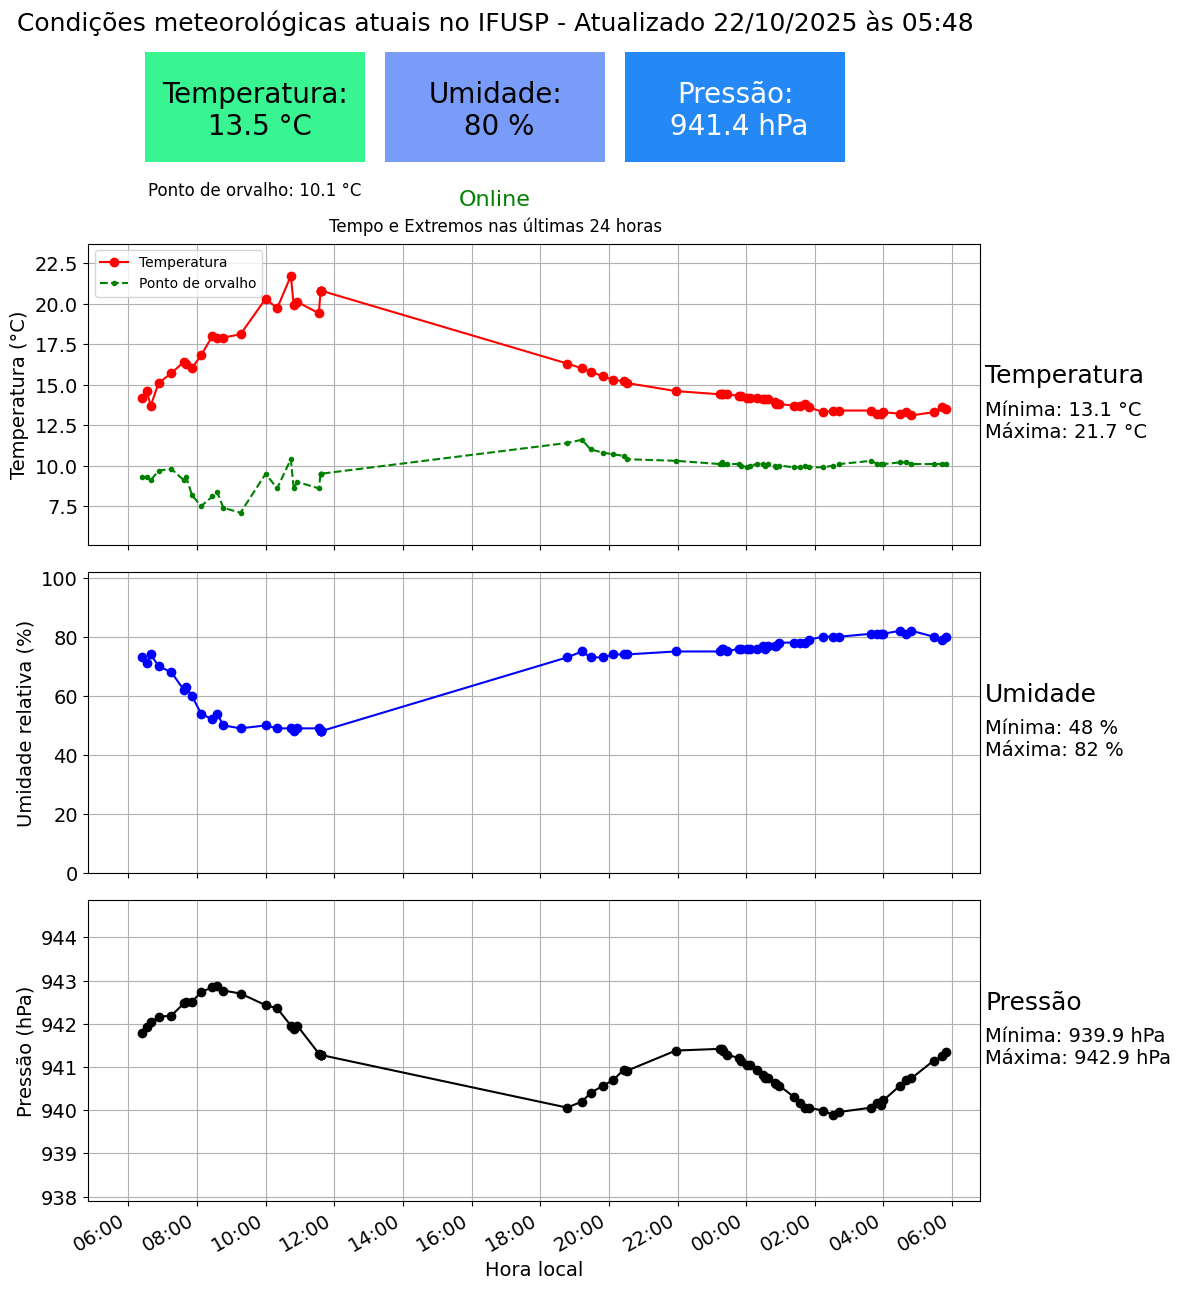 Condições meteorológicas atuais no IFUSP - Atualizado 22/10/2025 às 05:48
Temperatura:
13.5 °C
Umidade:
80 %
Pressão:
941.4 hPa
Ponto de orvalho: 10.1 °C
Online
Tempo e Extremos nas últimas 24 horas
Temperatura (°C)
22.5
20.0
17.5
15.0
12.5
10.0
7.5
Temperatura
Ponto de orvalho
Temperatura
Mínima: 13.1 °C
Máxima: 21.7 °C
Umidade relativa (%)
100
80
60
40
20
0
Umidade
Mínima: 48 %
Máxima: 82 %
Pressão (hPa)
944
943
942
941
940
939
938
Pressão
Mínima: 939.9 hPa
Máxima: 942.9 hPa
06:00 08:00 10:00 12:00 14:00 16:00 18:00 20:00 22:00 00:00 02:00 04:00 06:00
Hora local